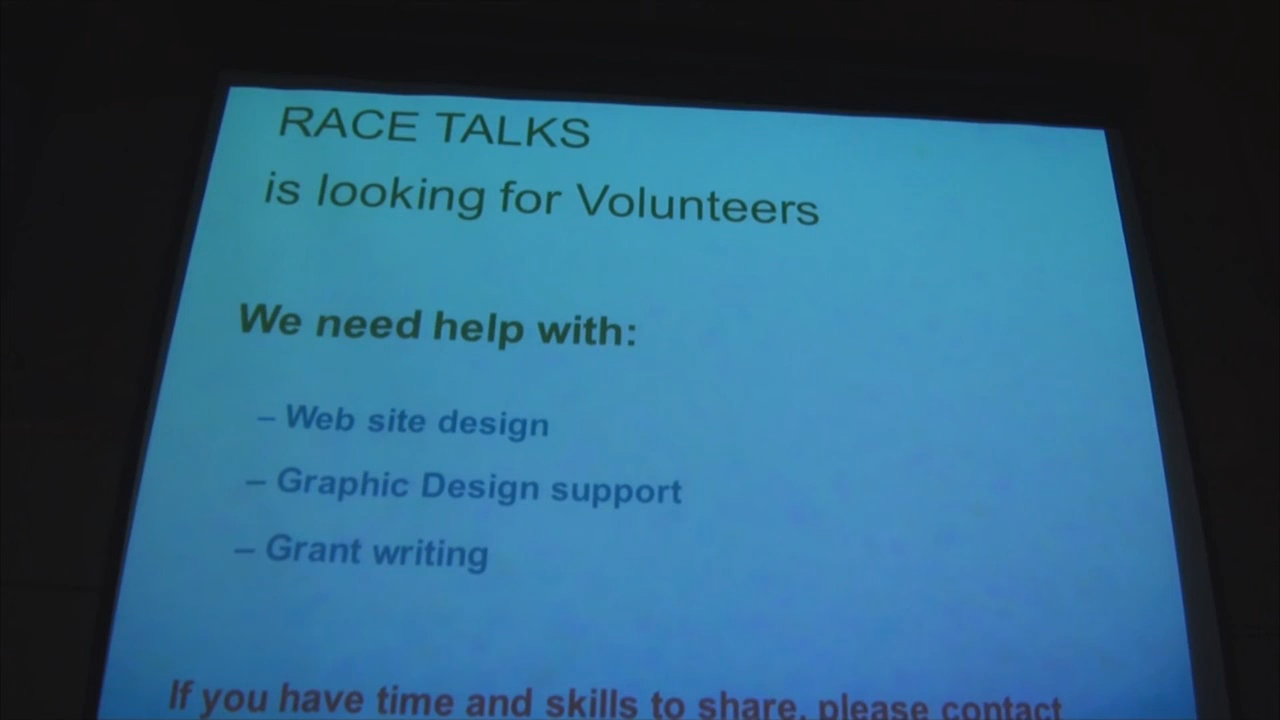 RACE TALKS
is looking for Volunteers
We need help with:
– Web site design
– Graphic Design support
– Grant writing
If you have time and skills to share, please contact